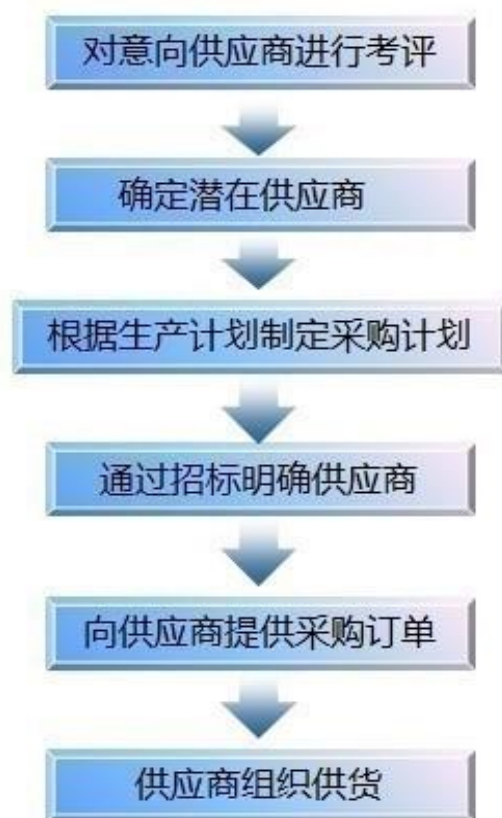 对意向供应商进行考评
确定潜在供应商
根据生产计划制定采购计划
通过招标明确供应商
向供应商提供采购订单
供应商组织供货